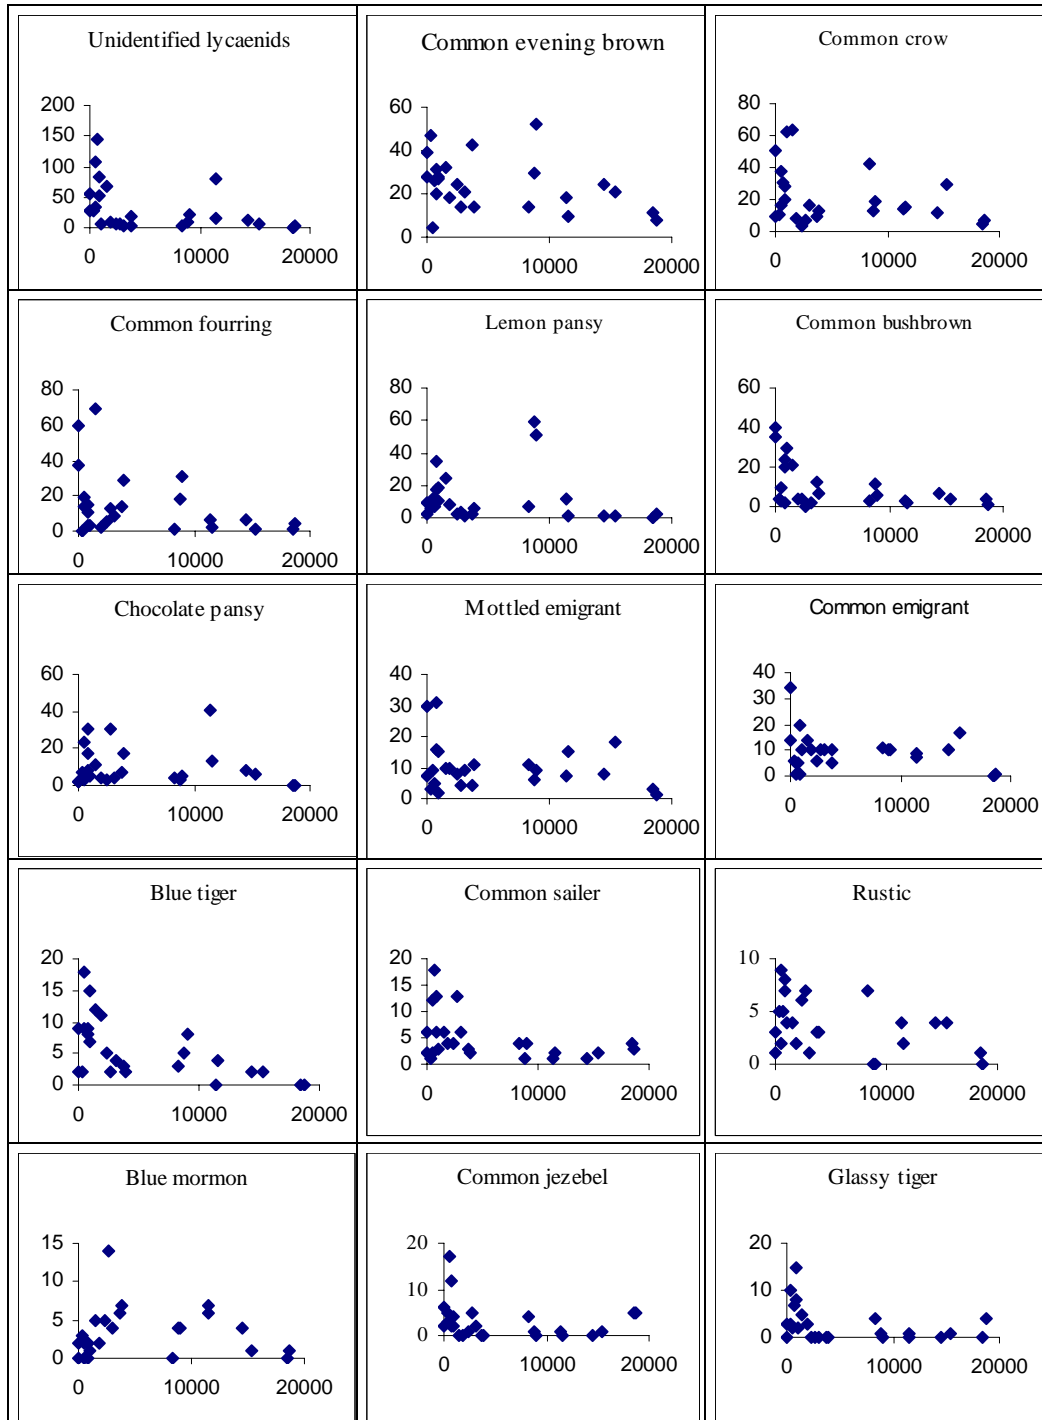 Unidentified lycaenids
200
150
100
50
0
0 10000 20000
Common evening brown
60
40
20
0
0 10000 20000
Common crow
80
60
40
20
0
0 10000 20000
Common fourring
80
60
40
20
0
0 10000 20000
Lemon pansy
80
60
40
20
0
0 10000 20000
Common bushbrown
60
40
20
0
0 10000 20000
Chocolate pansy
60
40
20
0
0 10000 20000
Mottled emigrant
40
30
20
10
0
0 10000 20000
Common emigrant
40
30
20
10
0
0 10000 20000
Blue tiger
20
15
10
5
0
0 10000 20000
Common sailer
20
15
10
5
0
0 10000 20000
Rustic
10
5
0
0 10000 20000
Blue mormon
15
10
5
0
0 10000 20000
Common jezebel
20
10
0
0 10000 20000
Glassy tiger
20
10
0
0 10000 20000